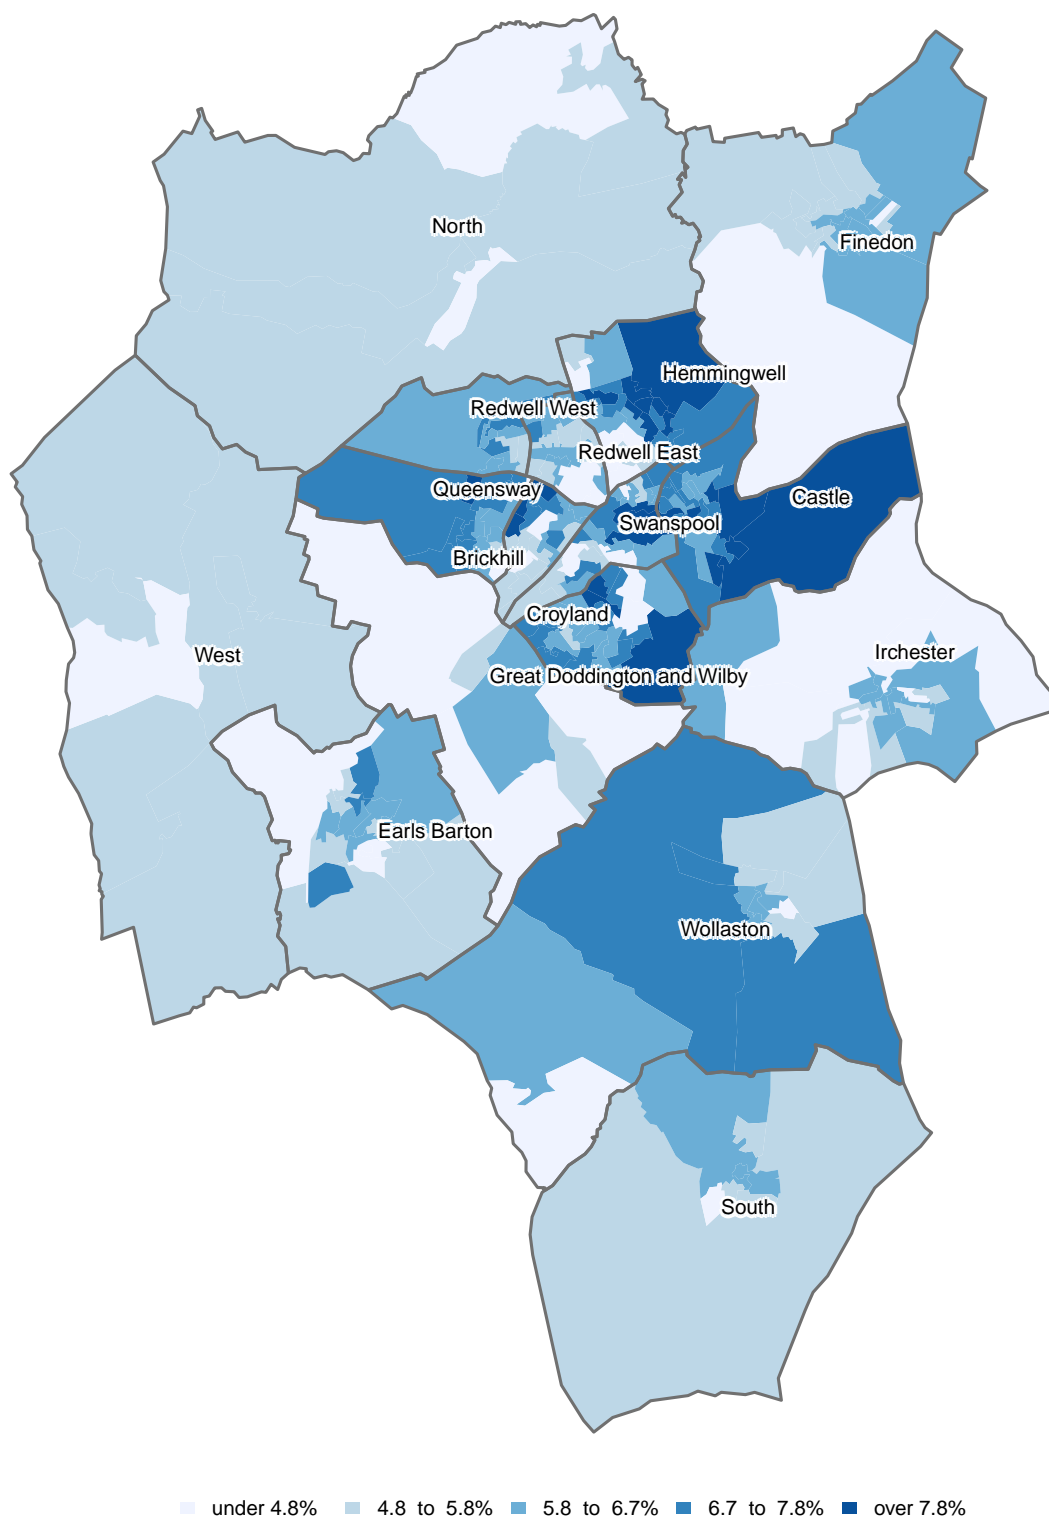 North
Finedon
Hemmingwell
Redwell West
Redwell East
Queensway
Castle
Swanspool
Brickhill
Croyland
West
Irchester
Great Doddington and Wilby
Earls Barton
Wollaston
South
under 4.8% 4.8 to 5.8% 5.8 to 6.7% 6.7 to 7.8% over 7.8%